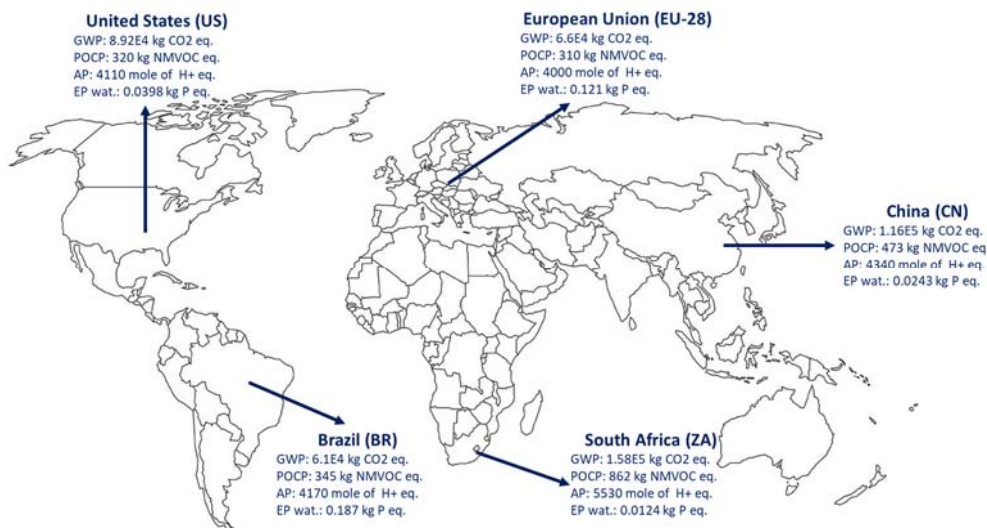 United States (US)
GWP: 8.92E4 kg CO2 eq.
POCP: 320 kg NMVOC eq.
AP: 4110 mole of H+ eq.
EP wat.: 0.0398 kg P eq.
European Union (EU-28)
GWP: 6.6E4 kg CO2 eq.
POCP: 310 kg NMVOC eq.
AP: 4000 mole of H+ eq.
EP wat.: 0.121 kg P eq.
China (CN)
GWP: 1.16E5 kg CO2 eq.
POCP: 473 kg NMVOC eq
AP: 4340 mole of H+ eq.
EP wat.: 0.0243 kg P eq.
Brazil (BR)
GWP: 6.1E4 kg CO2 eq.
POCP: 345 kg NMVOC eq.
AP: 4170 mole of H+ eq.
EP wat.: 0.187 kg P eq.
South Africa (ZA)
GWP: 1.58E5 kg CO2 eq.
POCP: 862 kg NMVOC eq.
AP: 5530 mole of H+ eq.
EP wat.: 0.0124 kg P eq.